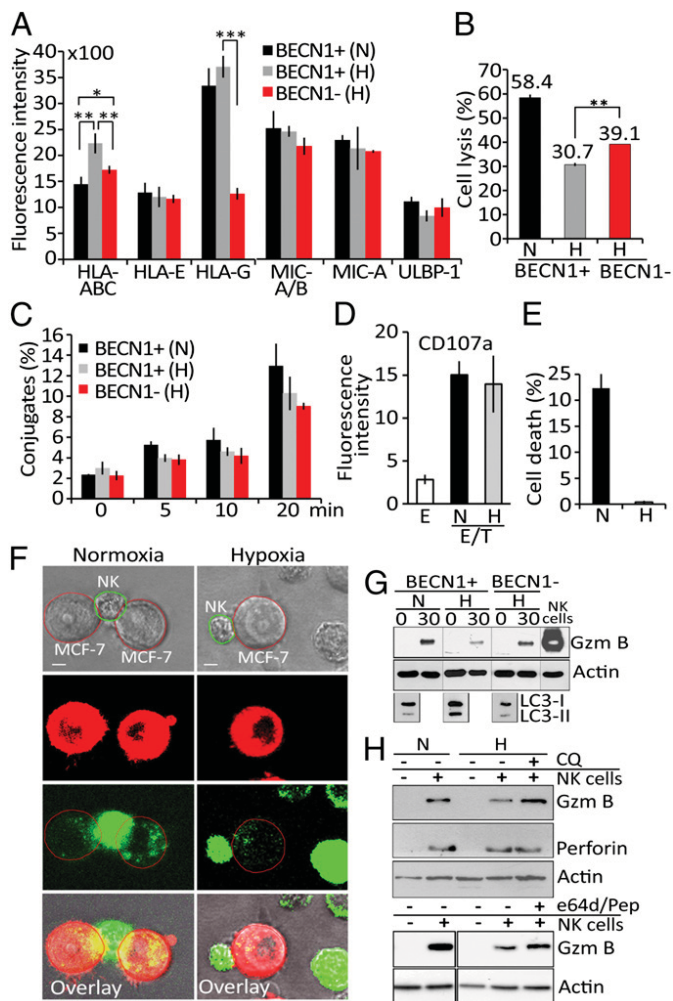 A
Fluorescence intensity
x100
40
35
30
25
20
15
10
5
0
BECN1+ (N)
BECN1+ (H)
BECN1- (H)
*
** **
***
HLA-ABC HLA-E HLA-G MIC-A/B MIC-A ULBP-1
B
Cell lysis (%)
70
60
50
40
30
20
10
0
58.4
30.7
39.1
**
N H H
BECN1+ BECN1-
C
Conjugates (%)
16
14
12
10
8
6
4
2
0
BECN1+ (N)
BECN1+ (H)
BECN1- (H)
0 5 10 20 min
D
Fluorescence intensity
CD107a
20
15
10
5
0
E N H
E/T
E
Cell death (%)
25
20
15
10
5
0
N H
F
Normoxia Hypoxia
NK
MCF-7 MCF-7
NK
MCF-7
Overlay Overlay
G
BECN1+ BECN1-
N H H
0 30 0 30 0 30 NK cells
Gzm B
Actin
LC3-I
LC3-II
H
N H
- - - - + CQ
- + - + + NK cells
Gzm B
Perforin
Actin
+ e64d/Pep
- + - + + NK cells
Gzm B
Actin